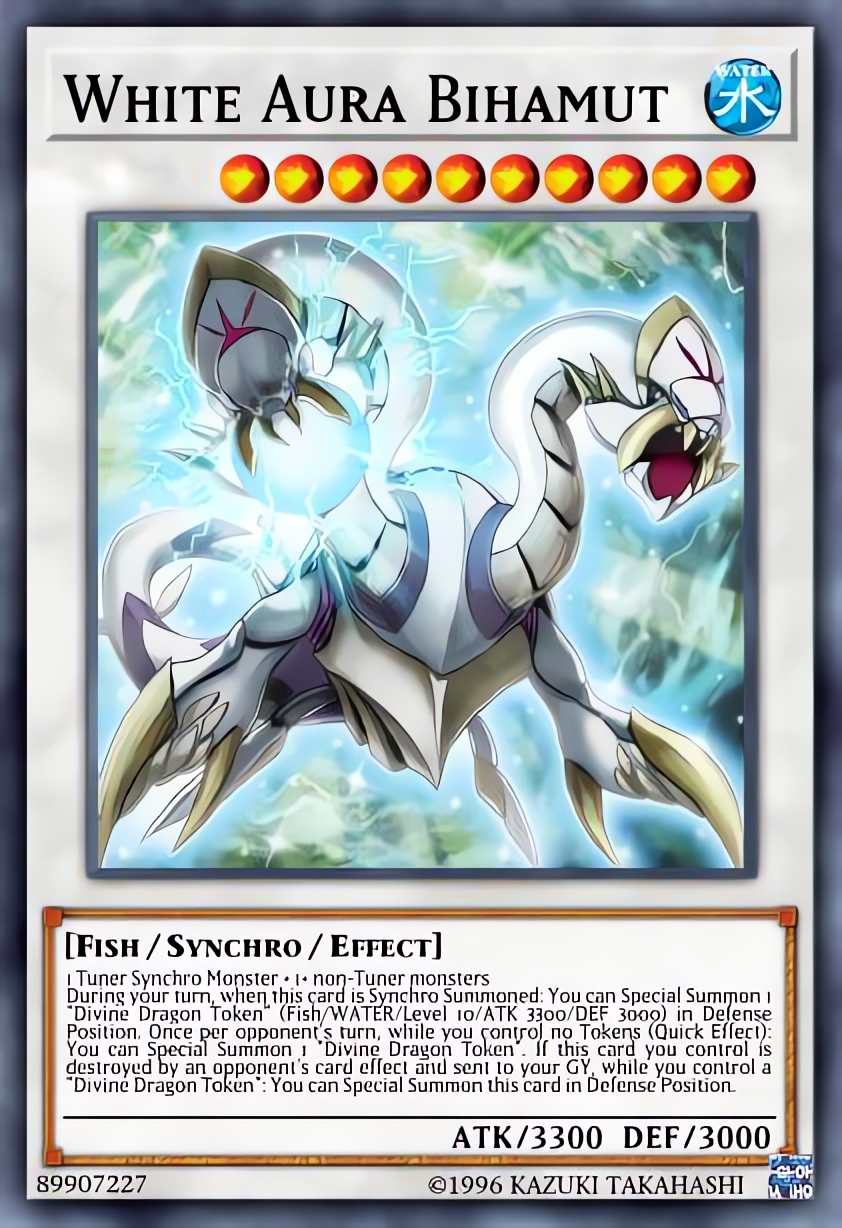 White Aura Bihamut
WATER
水
[Fish / Synchro / Effect]
1 Tuner Synchro Monster + 1+ non-Tuner monsters
During your turn, when this card is Synchro Summoned: You can Special Summon 1
"Divine Dragon Token" (Fish/WATER/Level 10/ATK 3300/DEF 3000) in Defense
Position. Once per opponent's turn, while you control no Tokens (Quick Effect):
You can Special Summon 1 "Divine Dragon Token". If this card you control is
destroyed by an opponent's card effect and sent to your GY, while you control a
"Divine Dragon Token": You can Special Summon this card in Defense Position.
ATK/3300 DEF/3000
89907227
©1996 KAZUKI TAKAHASHI